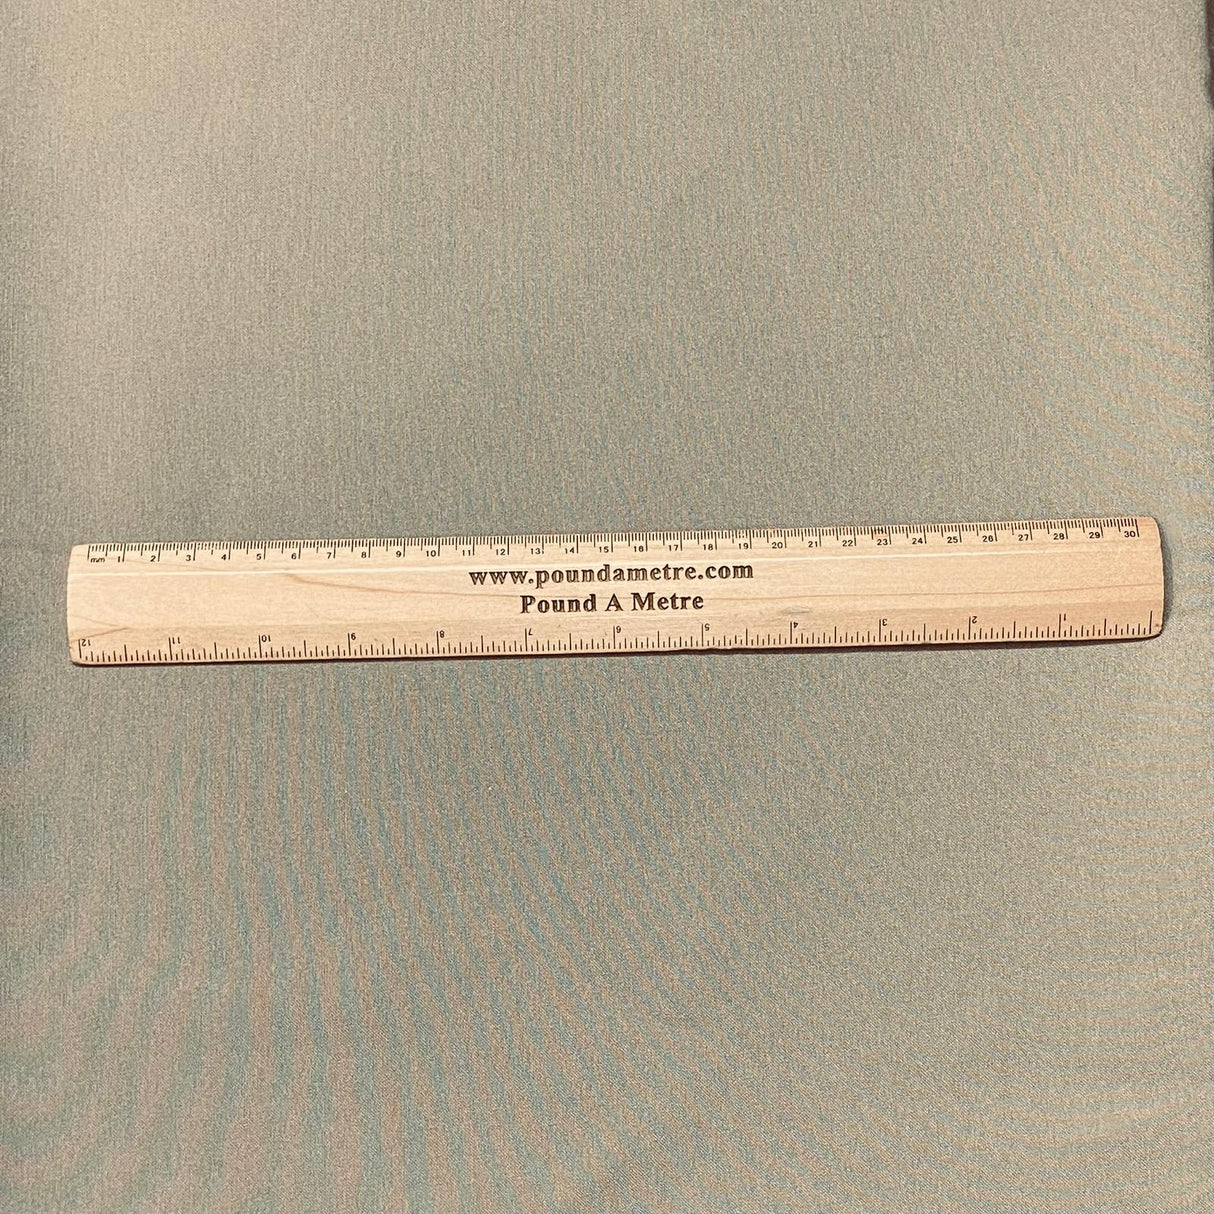 mm 1 2 3 4 5 6 7 8 9 10 11 12 13 14 15 16 17 18 19 20 21 22 23 24 25 26 27 28 29 30
www.poundametre.com
Pound A Metre
12 11 10 9 8 7 6 5 4 3 2 1